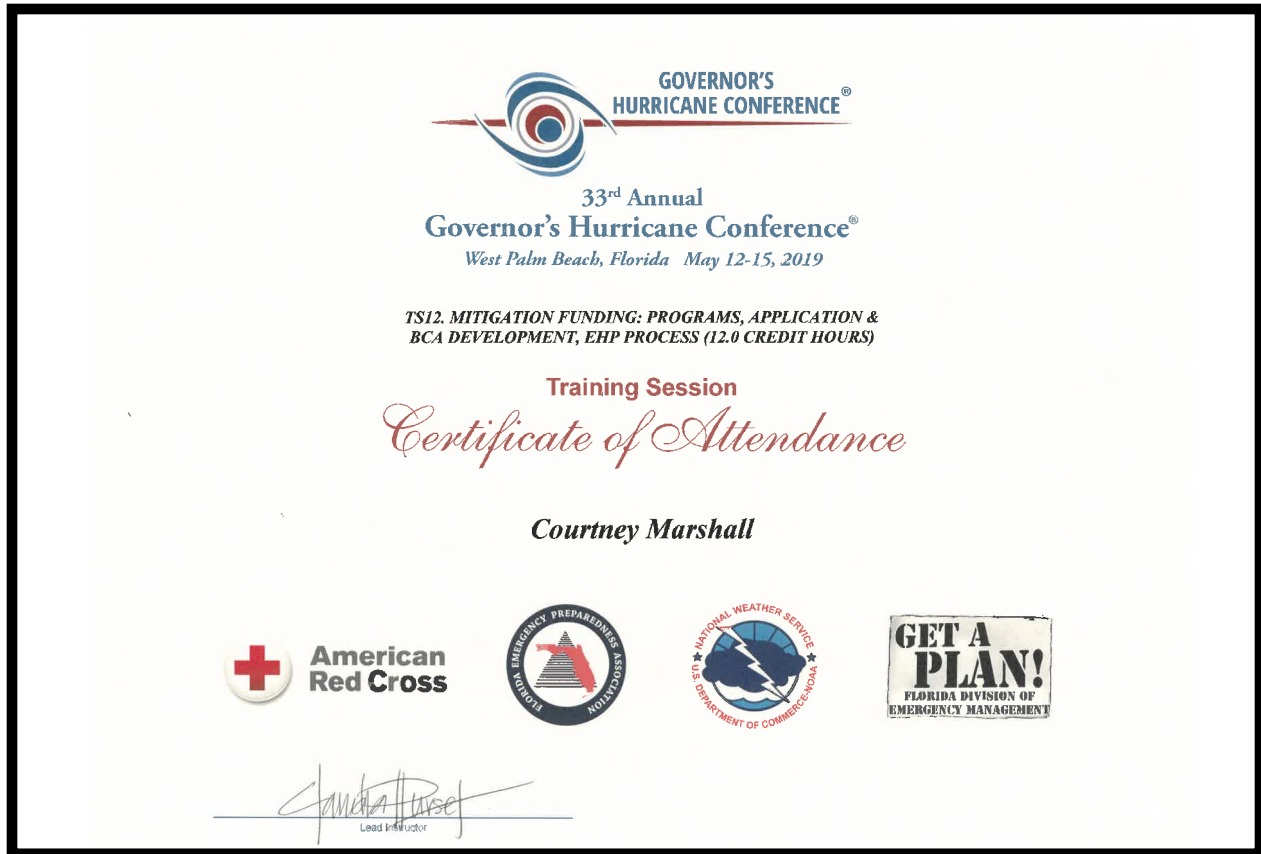 GOVERNOR'S
HURRICANE CONFERENCE®
33rd Annual
Governor's Hurricane Conference®
West Palm Beach, Florida May 12-15, 2019
TS12. MITIGATION FUNDING: PROGRAMS, APPLICATION &
BCA DEVELOPMENT, EHP PROCESS (12.0 CREDIT HOURS)
Training Session
Certificate of Attendance
Courtney Marshall
American
Red Cross
FLORIDA EMERGENCY PREPAREDNESS ASSOCIATION
NATIONAL WEATHER SERVICE
U.S. DEPARTMENT OF COMMERCE-NOAA
GET A
PLAN!
FLORIDA DIVISION OF
EMERGENCY MANAGEMENT
Lead Instructor